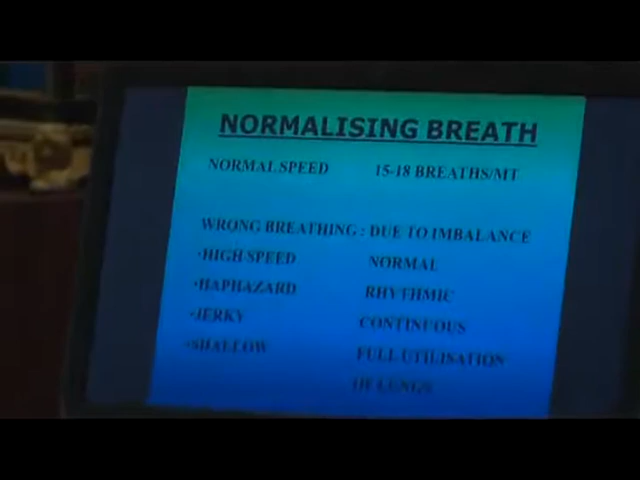 NORMALISING BREATH
NORMAL SPEED 15-18 BREATHS/MT
WRONG BREATHING : DUE TO IMBALANCE
•HIGH SPEED NORMAL
•HAPHAZARD RHYTHMIC
•JERKY CONTINUOUS
•SHALLOW FULL UTILISATION
OF LUNGS